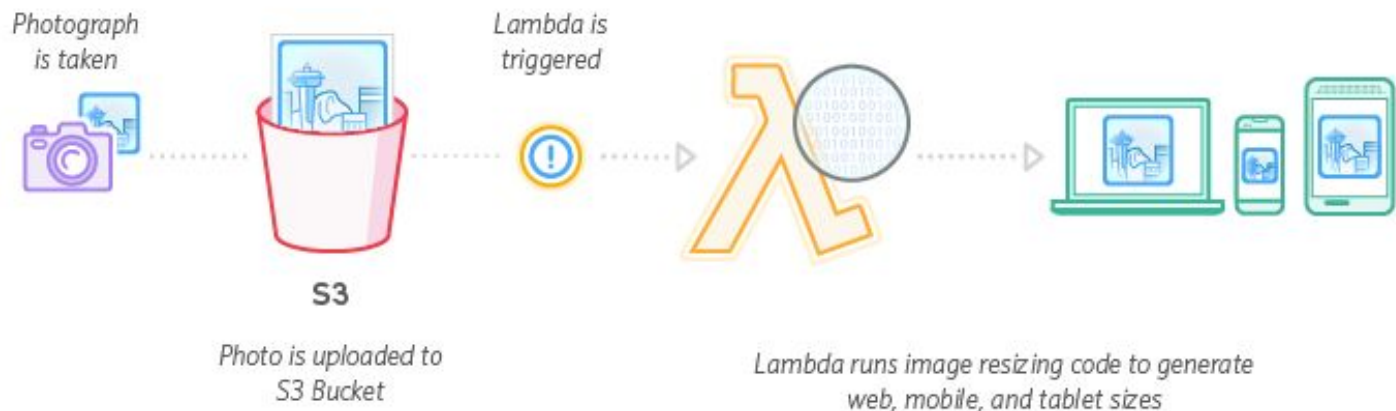 Photograph
is taken
Lambda is
triggered
S3
Photo is uploaded to
S3 Bucket
Lambda runs image resizing code to generate
web, mobile, and tablet sizes